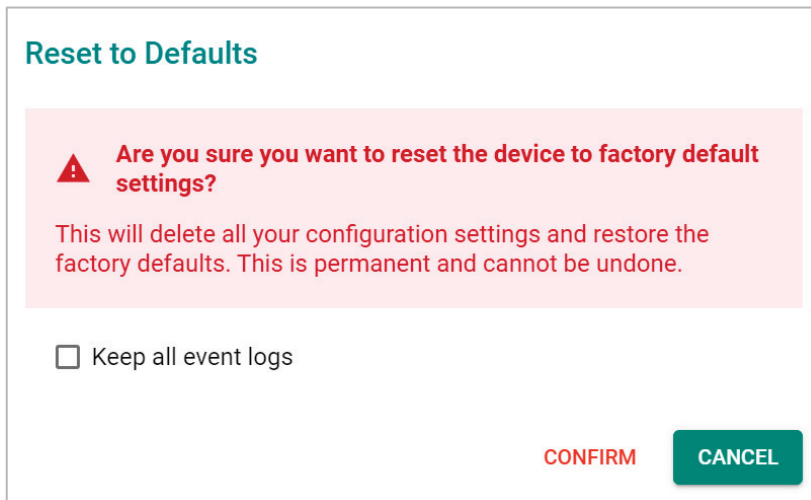 Reset to Defaults
Are you sure you want to reset the device to factory default
settings?
This will delete all your configuration settings and restore the
factory defaults. This is permanent and cannot be undone.
Keep all event logs
CONFIRM
CANCEL